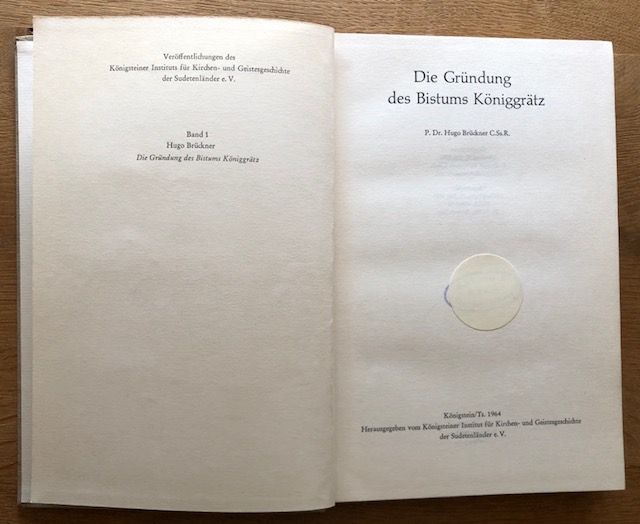 Veröffentlichungen des
Königsteiner Instituts für Kirchen- und Geistesgeschichte
der Sudetenländer e. V.
Band 1
Hugo Brückner
Die Gründung des Bistums Königgrätz
Die Gründung
des Bistums Königgrätz
P. Dr. Hugo Brückner C.Ss.R.
Königstein/Ts. 1964
Herausgegeben vom Königsteiner Institut für Kirchen- und Geistesgeschichte
der Sudetenländer e. V.